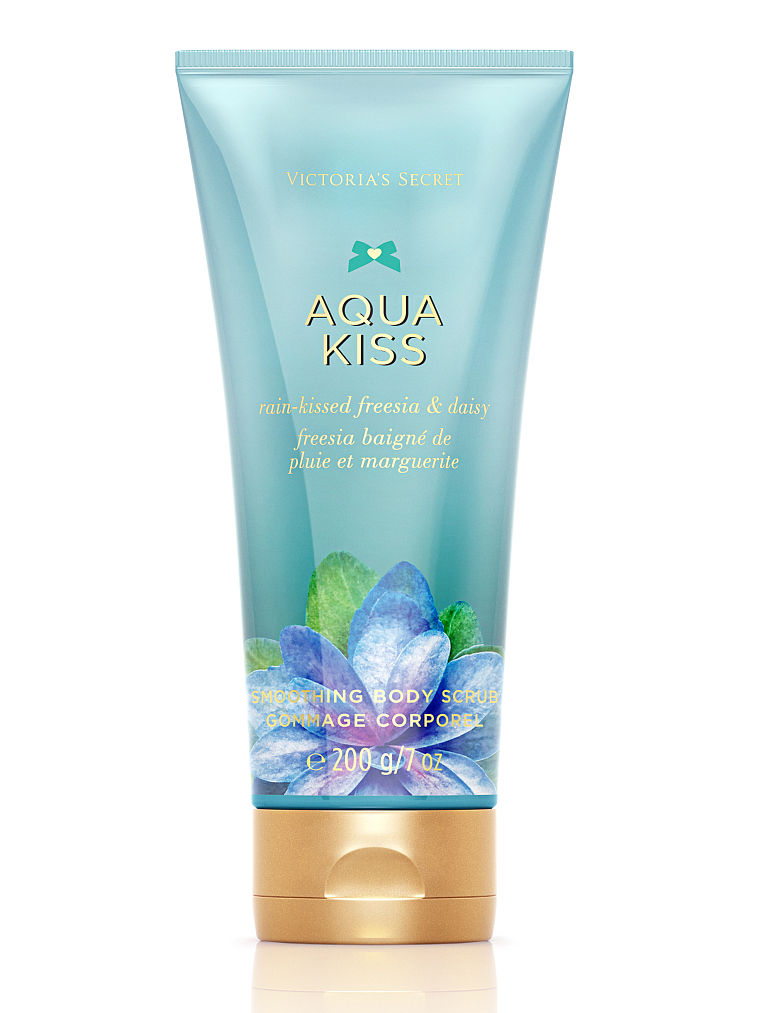 VICTORIA'S SECRET
AQUA
KISS
rain-kissed freesia & daisy
freesia baigné de
pluie et marguerite
SMOOTHING BODY SCRUB
GOMMAGE CORPOREL
℮ 200 g/7 oz